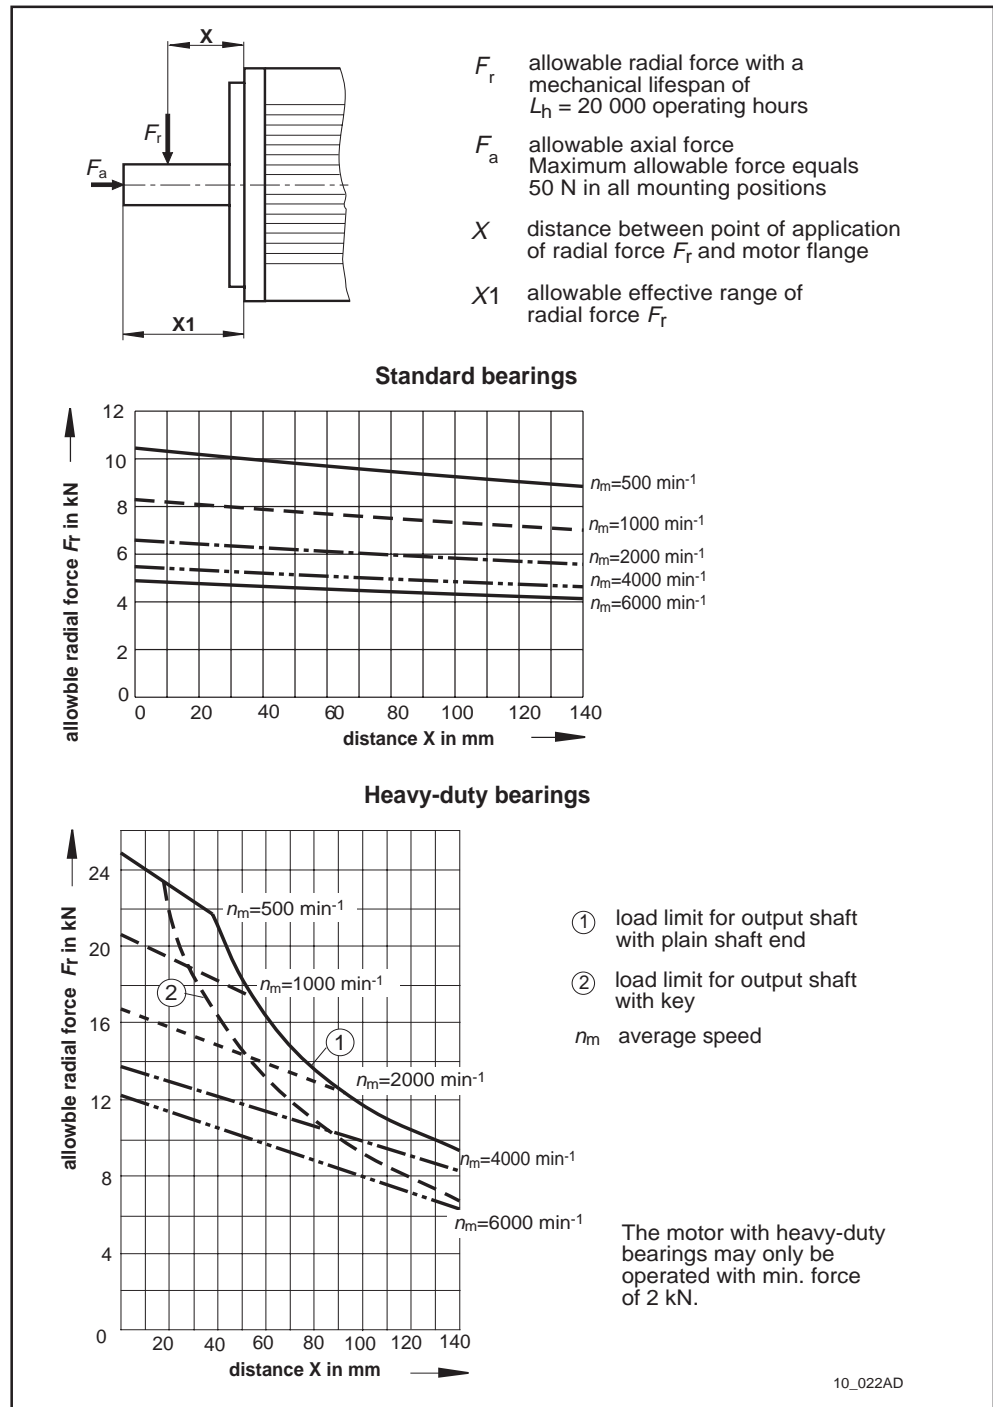 X
Fr
Fa
X1
Fr allowable radial force with a
mechanical lifespan of
Lh = 20 000 operating hours
Fa allowable axial force
Maximum allowable force equals
50 N in all mounting positions
X distance between point of application
of radial force Fr and motor flange
X1 allowable effective range of
radial force Fr
Standard bearings
allowble radial force Fr in kN
12
10
8
6
4
2
0
nm=500 min-1
nm=1000 min-1
nm=2000 min-1
nm=4000 min-1
nm=6000 min-1
0 20 40 60 80 100 120 140
distance X in mm
Heavy-duty bearings
allowble radial force Fr in kN
24
20
16
12
8
4
0
nm=500 min-1
nm=1000 min-1
2
1
nm=2000 min-1
nm=4000 min-1
nm=6000 min-1
20 40 60 80 100 120 140
distance X in mm
1 load limit for output shaft
with plain shaft end
2 load limit for output shaft
with key
nm average speed
The motor with heavy-duty
bearings may only be
operated with min. force
of 2 kN.
10_022AD